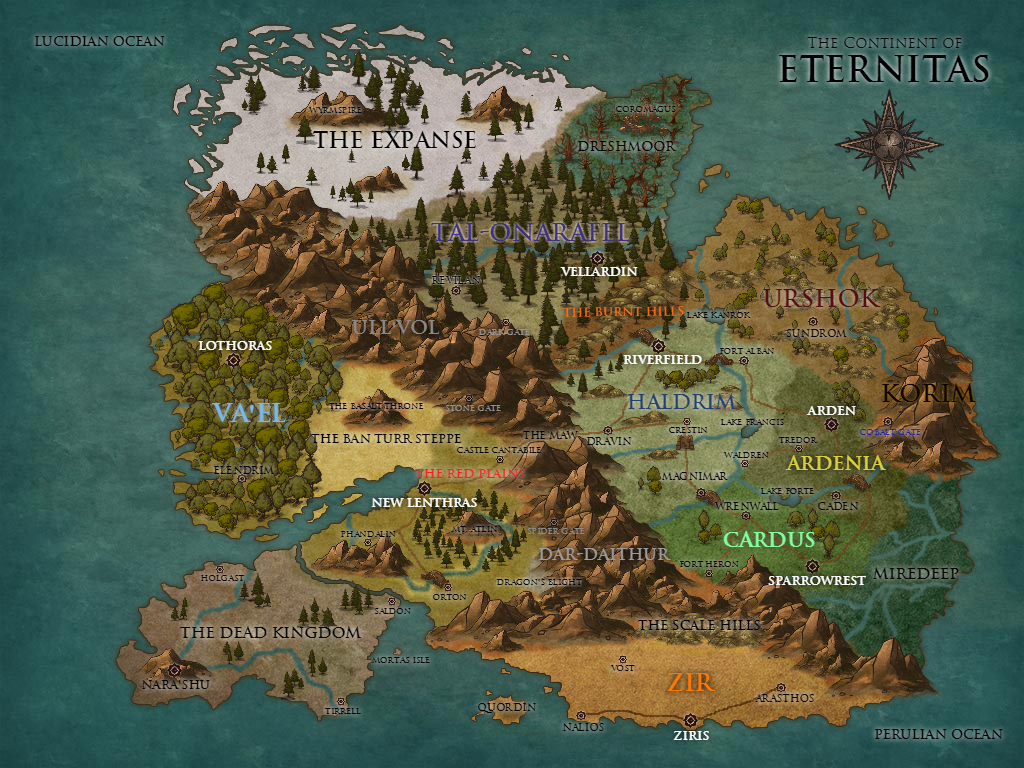 LUCIDIAN OCEAN
THE CONTINENT OF
ETERNITAS
WYRMSPIRE
COROMAGUS
THE EXPANSE
DRESHMOOR
TAL-ONARAFEL
VELLARDIN
REVILAN
URSHOK
THE BURNT HILLS
LAKE KANROK
ULI'VOL
DARK GATE
SUNDROM
LOTHORAS
RIVERFIELD
FORT ALBAN
KORIM
VA'EL
THE BASALT THRONE
STONE GATE
HALDRIM
ARDEN
LAKE FRANCIS
CRESTIN
COBALT GATE
THE BAN TURR STEPPE
THE MAW
DRAVIN
TREDOR
CASTLE CANTABILE
WALDREN
ARDENIA
ELENDRIM
THE RED PLAINS
MAGNIMAR
LAKE FORTE
NEW LENTHRAS
WRENWALL
CADEN
PHANDALIN
MT. ATLIN
SPIDER GATE
CARDUS
DAR-DAITHUR
FORT HERON
MIREDEEP
HOLGAST
DRAGON'S BLIGHT
SPARROWREST
ORTON
SALDON
THE DEAD KINGDOM
THE SCALE HILLS
MORTAS ISLE
VOST
NARA'SHU
ZIR
ARASTHOS
TIRRELL
QUORDIN
NALIOS
ZIRIS
PERULIAN OCEAN